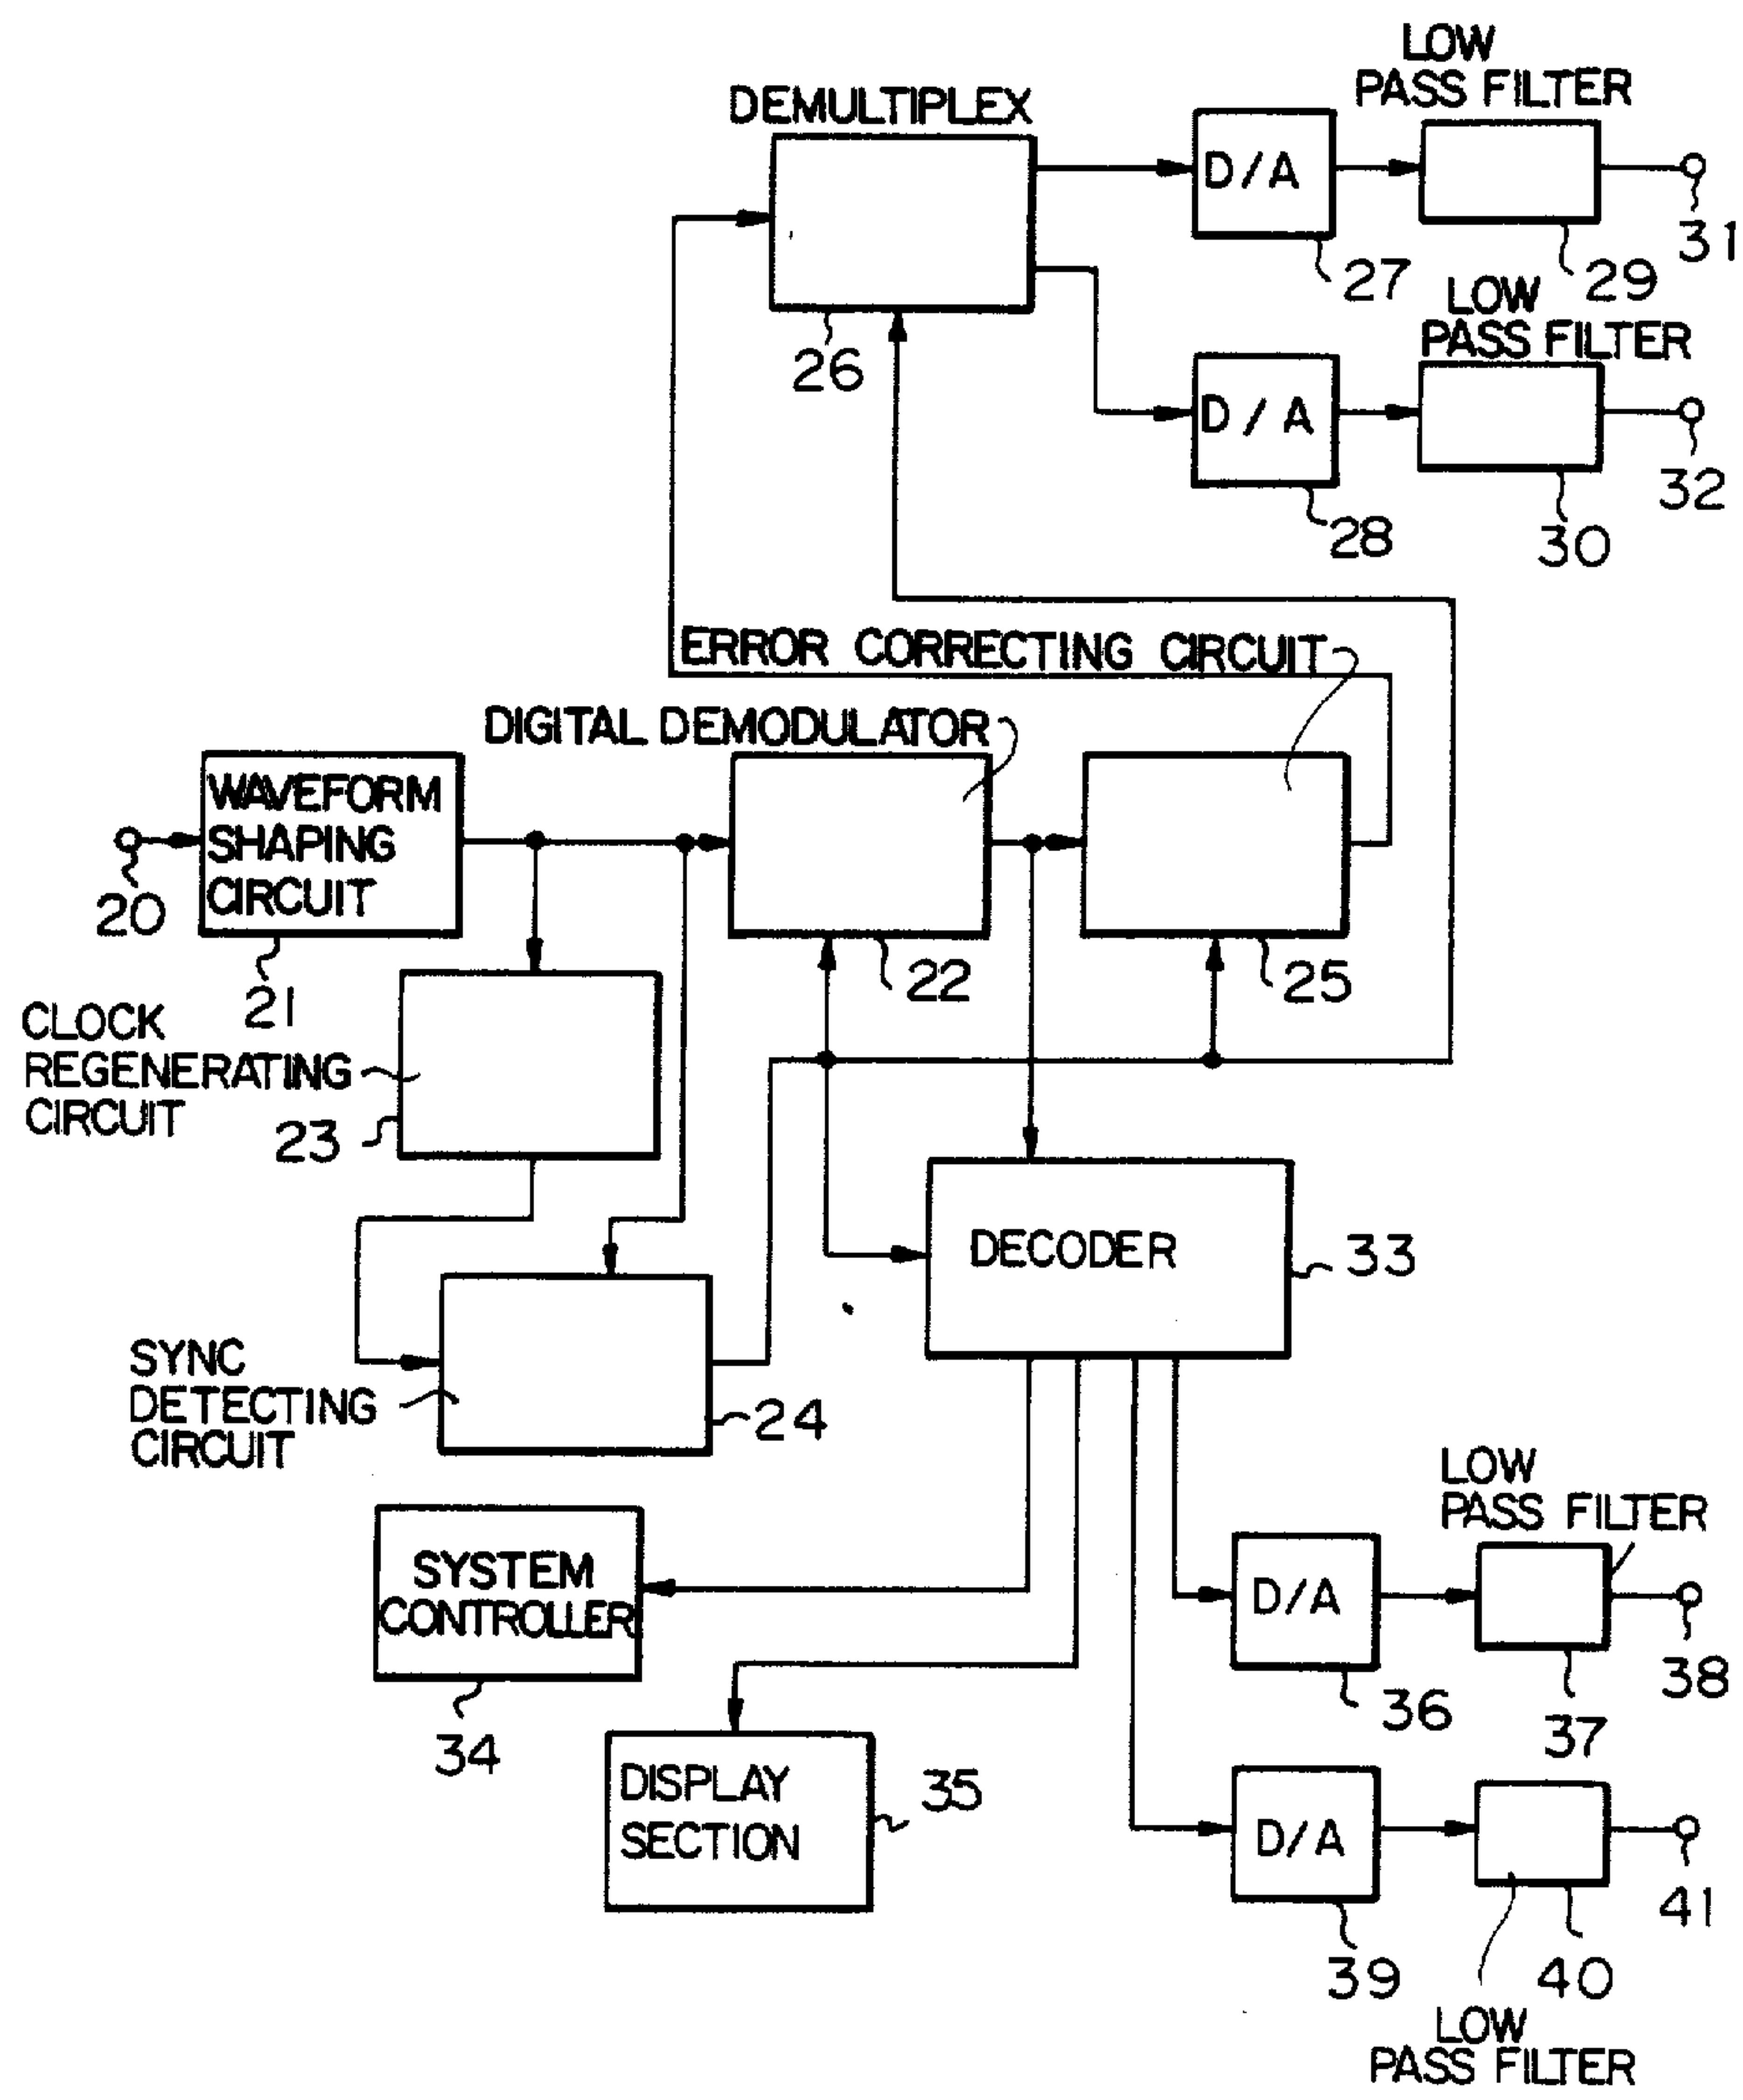 LOW
PASS FILTER
DEMULTIPLEX
D/A
31
27
29
LOW
PASS FILTER
26
D/A
32
28
30
ERROR CORRECTING CIRCUIT
DIGITAL DEMODULATOR
WAVEFORM
SHAPING
CIRCUIT
20
21
22
25
CLOCK
REGENERATING
CIRCUIT
23
DECODER
33
SYNC
DETECTING
CIRCUIT
24
LOW
PASS FILTER
SYSTEM
CONTROLLER
D/A
38
36
37
34
DISPLAY
SECTION
35
D/A
41
39
40
LOW
PASS FILTER